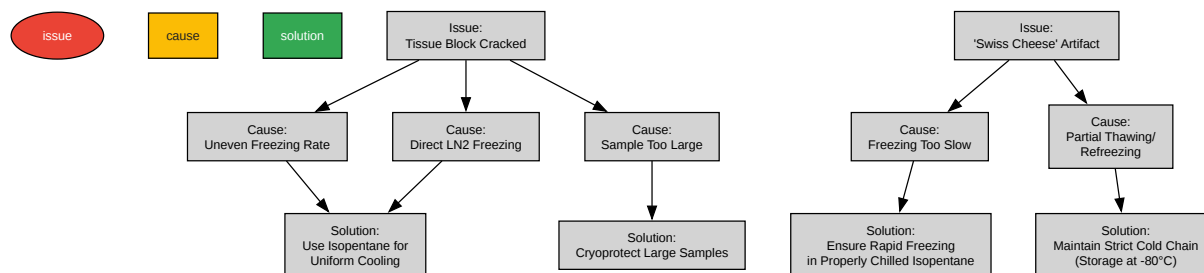 issue
cause
solution
Issue:
Tissue Block Cracked
Issue:
'Swiss Cheese' Artifact
Cause:
Uneven Freezing Rate
Cause:
Direct LN2 Freezing
Cause:
Sample Too Large
Cause:
Freezing Too Slow
Cause:
Partial Thawing/
Refreezing
Solution:
Use Isopentane for
Uniform Cooling
Solution:
Cryoprotect Large Samples
Solution:
Ensure Rapid Freezing
in Properly Chilled Isopentane
Solution:
Maintain Strict Cold Chain
(Storage at -80°C)